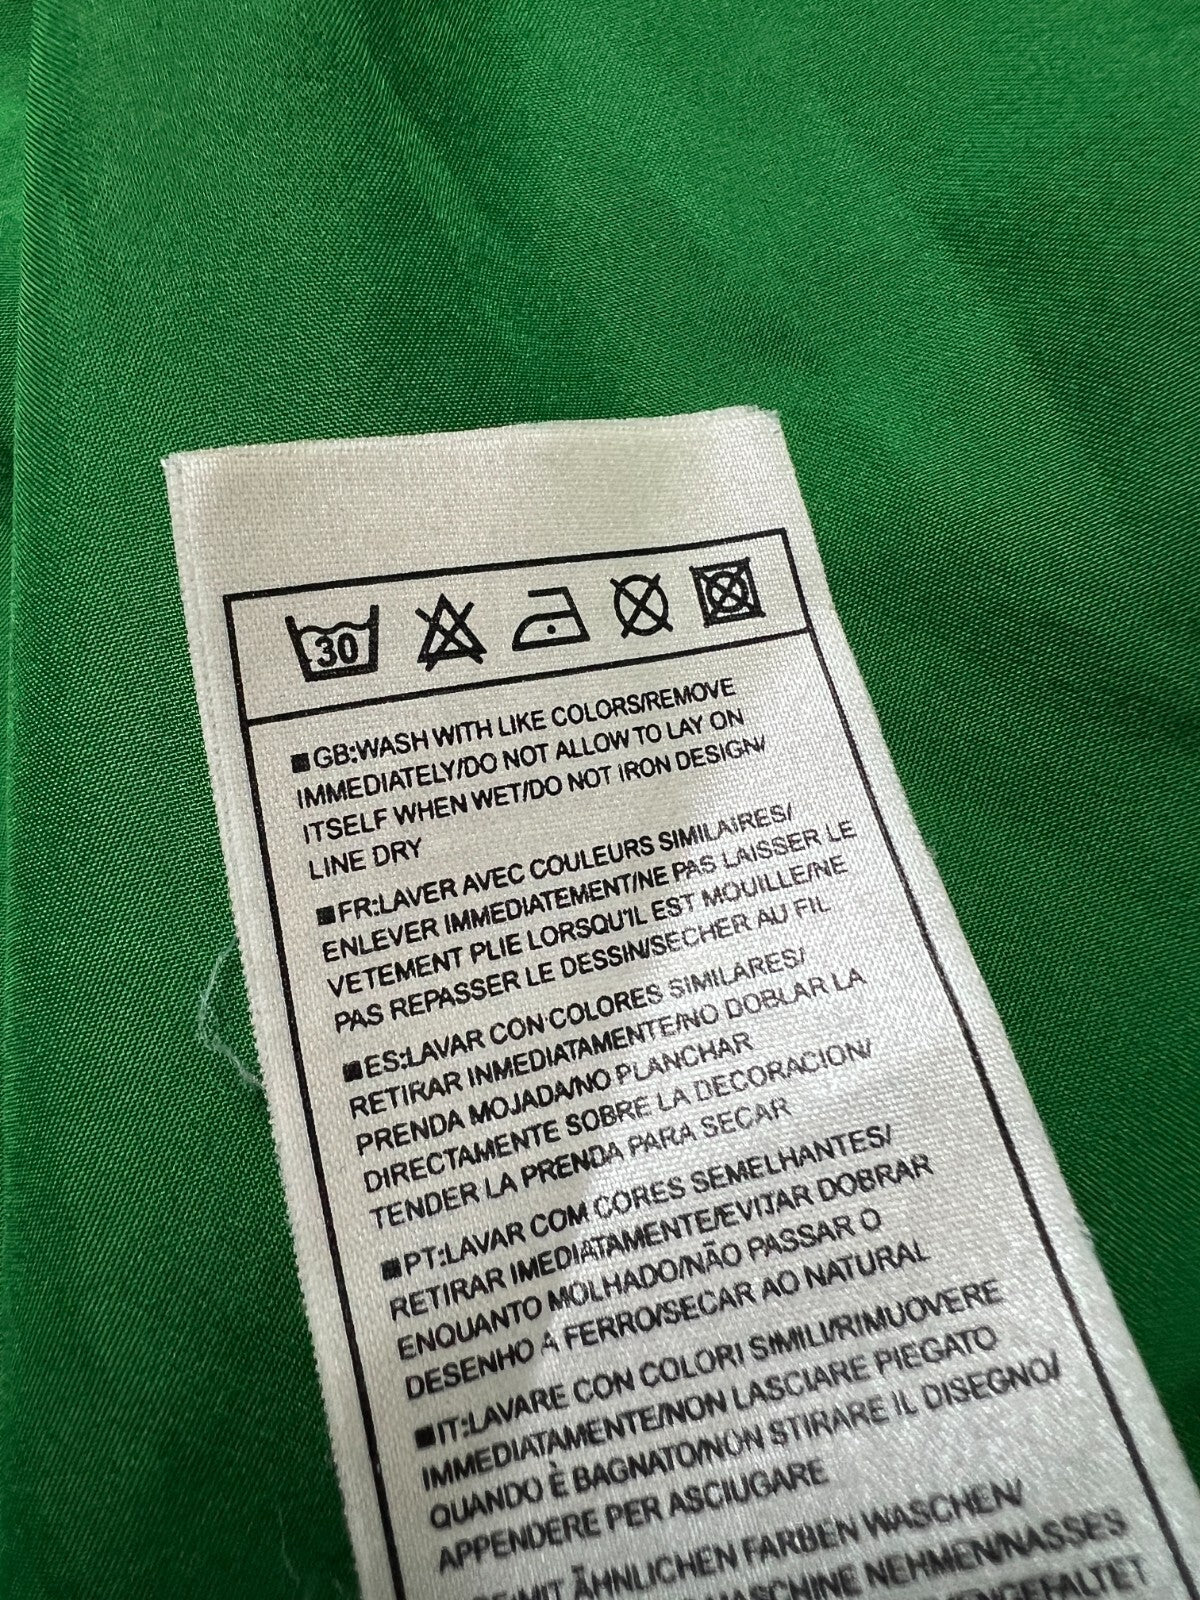 30
■GB:WASH WITH LIKE COLORS/REMOVE
IMMEDIATELY/DO NOT ALLOW TO LAY ON
ITSELF WHEN WET/DO NOT IRON DESIGN/
LINE DRY
■FR:LAVER AVEC COULEURS SIMILAIRES/
ENLEVER IMMEDIATEMENT/NE PAS LAISSER LE
VETEMENT PLIE LORSQU'IL EST MOUILLE/NE
PAS REPASSER LE DESSIN/SECHER AU FIL
■ES:LAVAR CON COLORES SIMILARES/
RETIRAR INMEDIATAMENTE/NO DOBLAR LA
PRENDA MOJADA/NO PLANCHAR
DIRECTAMENTE SOBRE LA DECORACION/
TENDER LA PRENDA PARA SECAR
■PT:LAVAR COM CORES SEMELHANTES/
RETIRAR IMEDIATAMENTE/EVITAR DOBRAR
ENQUANTO MOLHADO/NÃO PASSAR O
DESENHO A FERRO/SECAR AO NATURAL
■IT:LAVARE CON COLORI SIMILI/RIMUOVERE
IMMEDIATAMENTE/NON LASCIARE PIEGATO
QUANDO È BAGNATO/NON STIRARE IL DISEGNO/
APPENDERE PER ASCIUGARE
MIT ÄHNLICHEN FARBEN WASCHEN/
NEHMEN/NASSES